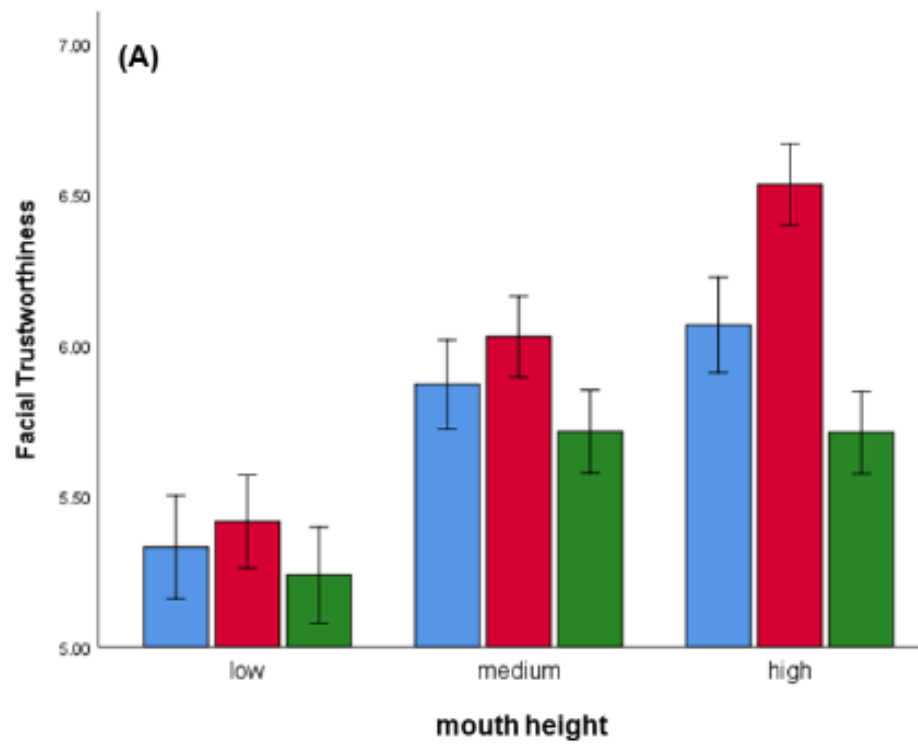 (A)
7.00
6.50
6.00
5.50
5.00
Facial Trustworthiness
low medium high
mouth height